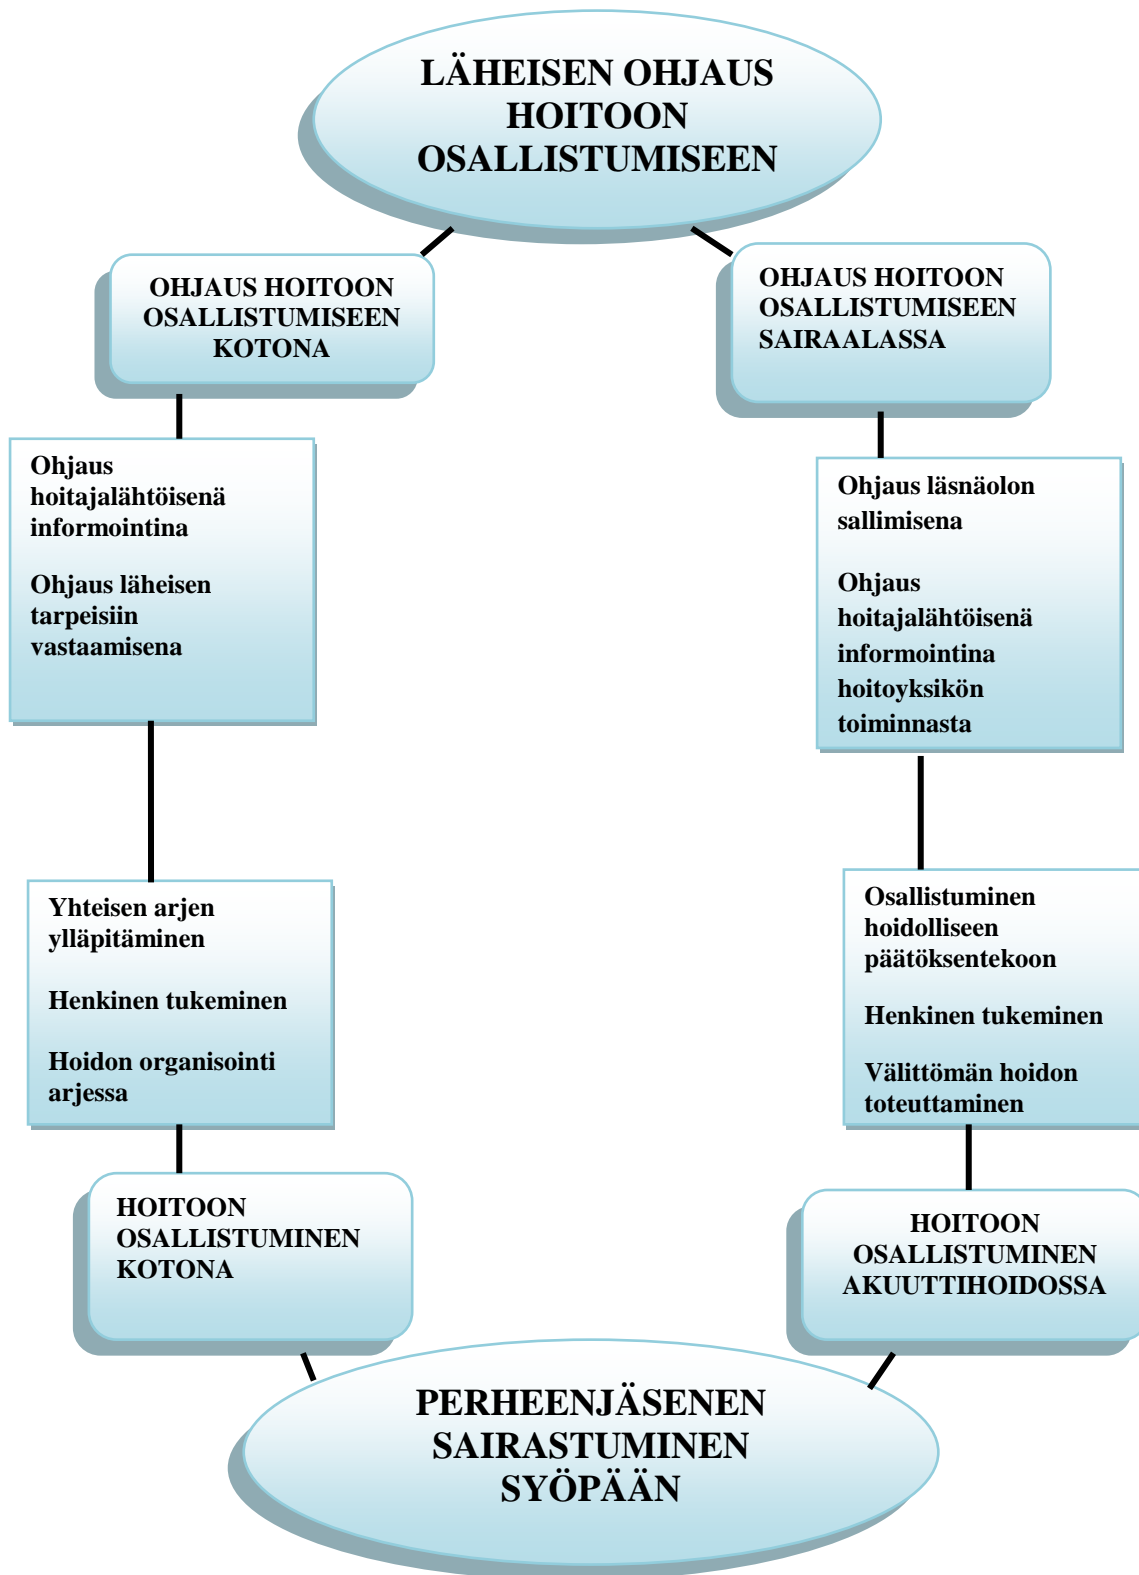 LÄHEISEN OHJAUS
HOITOON
OSALLISTUMISEEN
OHJAUS HOITOON
OSALLISTUMISEEN
KOTONA
OHJAUS HOITOON
OSALLISTUMISEEN
SAIRAALASSA
Ohjaus
hoitajalähtöisenä
informointina
Ohjaus läheisen
tarpeisiin
vastaamisena
Ohjaus läsnäolon
sallimisena
Ohjaus
hoitajalähtöisenä
informointina
hoitoyksikön
toiminnasta
Yhteisen arjen
ylläpitäminen
Henkinen tukeminen
Hoidon organisointi
arjessa
Osallistuminen
hoidolliseen
päätöksentekoon
Henkinen tukeminen
Välittömän hoidon
toteuttaminen
HOITOON
OSALLISTUMINEN
KOTONA
HOITOON
OSALLISTUMINEN
AKUUTTIHOIDOSSA
PERHEENJÄSENEN
SAIRASTUMINEN
SYÖPÄÄN